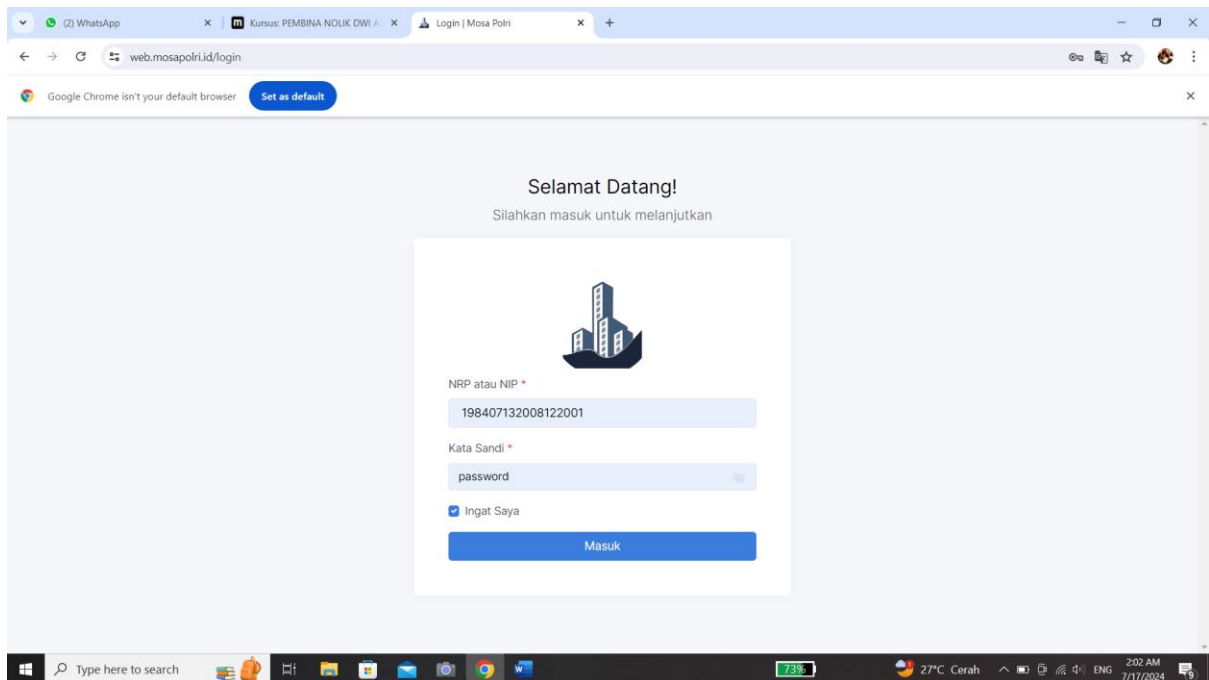 (2) WhatsApp
Kursus: PEMBINA NOLIK DWI A
Login | Mosa Polri
web.mosapolri.id/login
Google Chrome isn't your default browser
Set as default
Selamat Datang!
Silahkan masuk untuk melanjutkan
NRP atau NIP *
198407132008122001
Kata Sandi *
password
Ingat Saya
Masuk
Type here to search
73%
27°C Cerah
ENG
2:02 AM
7/17/2024